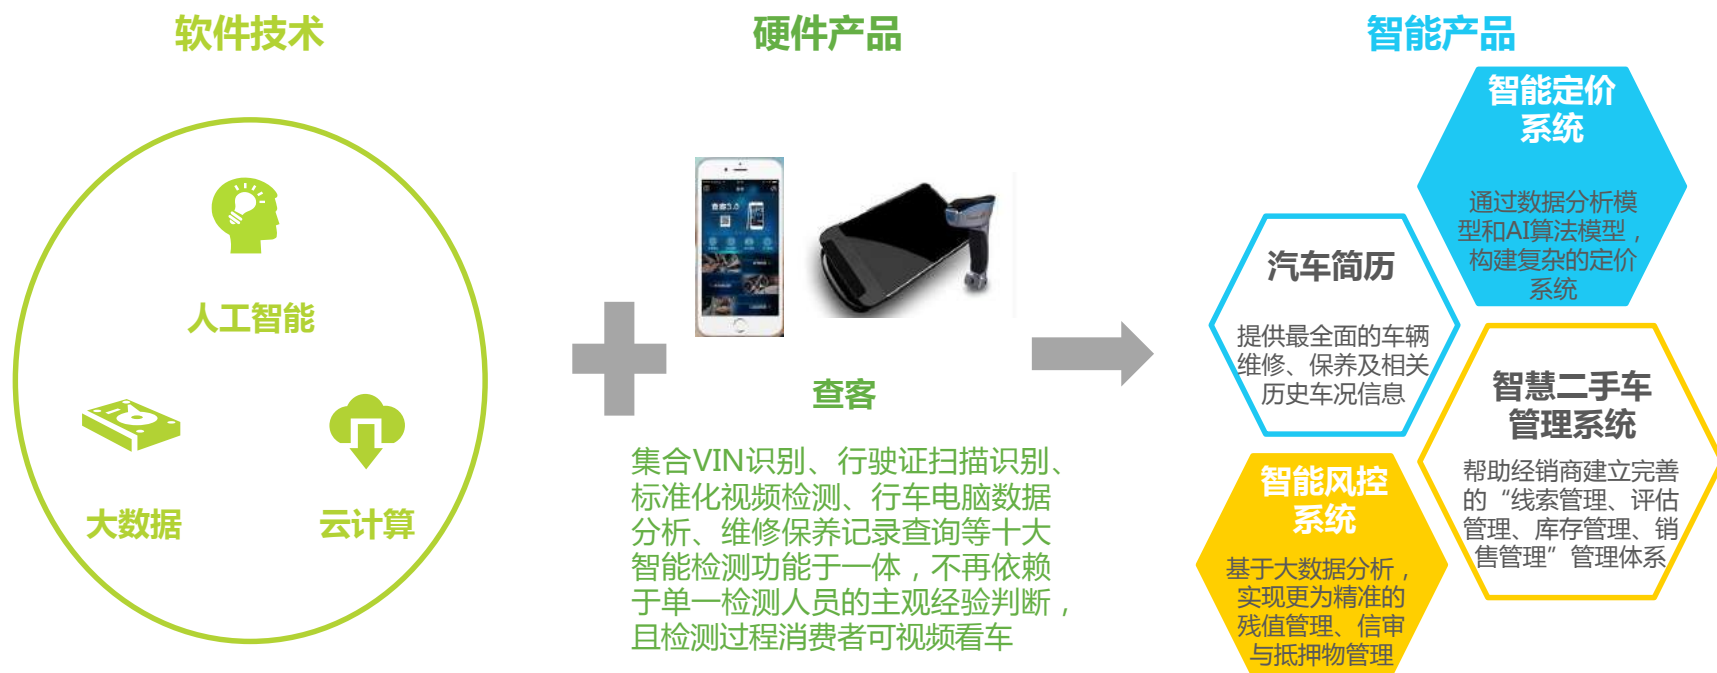 软件技术
人工智能
大数据
云计算
硬件产品
查客3.0
查客
集合VIN识别、行驶证扫描识别、
标准化视频检测、行车电脑数据
分析、维修保养记录查询等十大
智能检测功能于一体，不再依赖
于单一检测人员的主观经验判断，
且检测过程消费者可视频看车
智能产品
智能定价
系统
通过数据分析模
型和AI算法模型，
构建复杂的定价
系统
汽车简历
提供最全面的车辆
维修、保养及相关
历史车况信息
智慧二手车
管理系统
帮助经销商建立完善
的“线索管理、评估
管理、库存管理、销
售管理”管理体系
智能风控
系统
基于大数据分析，
实现更为精准的
残值管理、信审
与抵押物管理